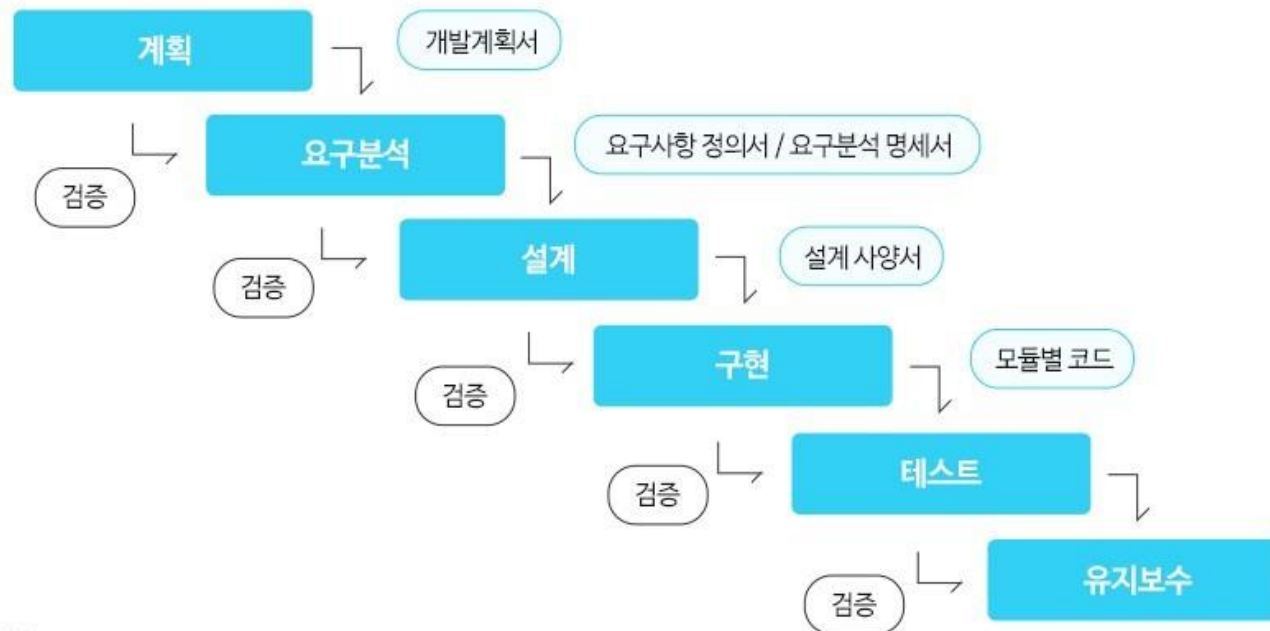 계획
개발계획서
요구분석
요구사항 정의서 / 요구분석 명세서
검증
설계
설계 사양서
검증
구현
모듈별 코드
검증
테스트
검증
유지보수
검증